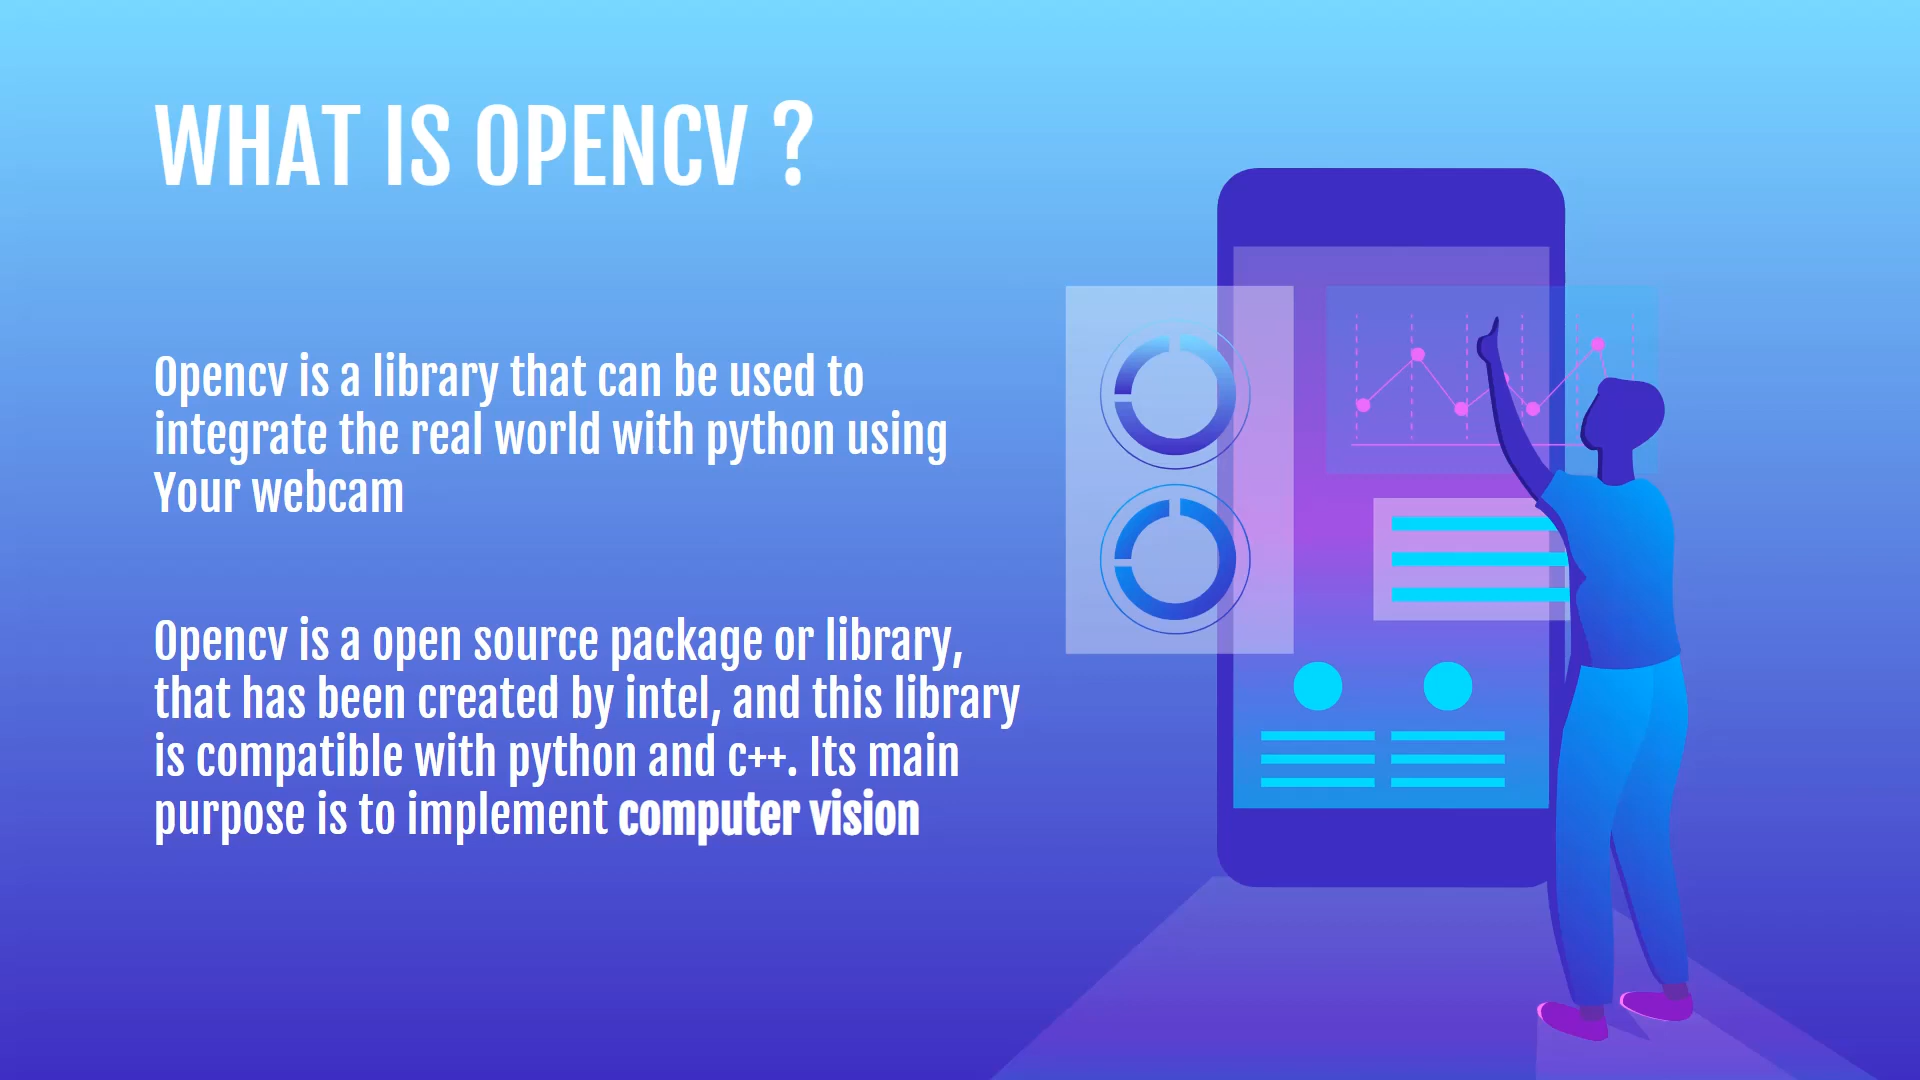 WHAT IS OPENCV ?
Opencv is a library that can be used to
integrate the real world with python using
Your webcam
Opencv is a open source package or library,
that has been created by intel, and this library
is compatible with python and c++. Its main
purpose is to implement computer vision